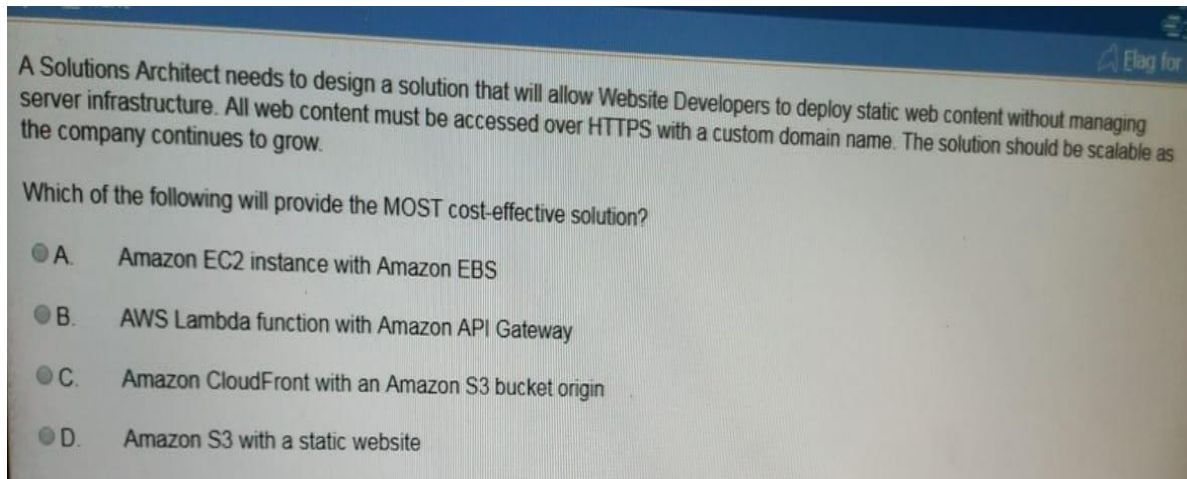 Flag for
A Solutions Architect needs to design a solution that will allow Website Developers to deploy static web content without managing
server infrastructure. All web content must be accessed over HTTPS with a custom domain name. The solution should be scalable as
the company continues to grow.
Which of the following will provide the MOST cost-effective solution?
A. Amazon EC2 instance with Amazon EBS
B. AWS Lambda function with Amazon API Gateway
C. Amazon CloudFront with an Amazon S3 bucket origin
D. Amazon S3 with a static website